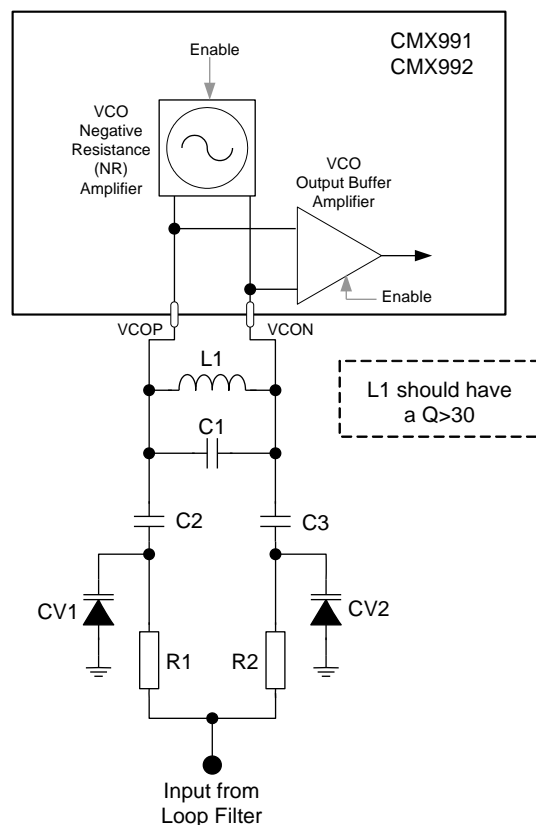 CMX991
CMX992
Enable
VCO
Negative
Resistance
(NR)
Amplifier
VCO
Output Buffer
Amplifier
Enable
VCOP
VCON
L1
L1 should have
a Q>30
C1
C2
C3
CV1
CV2
R1
R2
Input from
Loop Filter